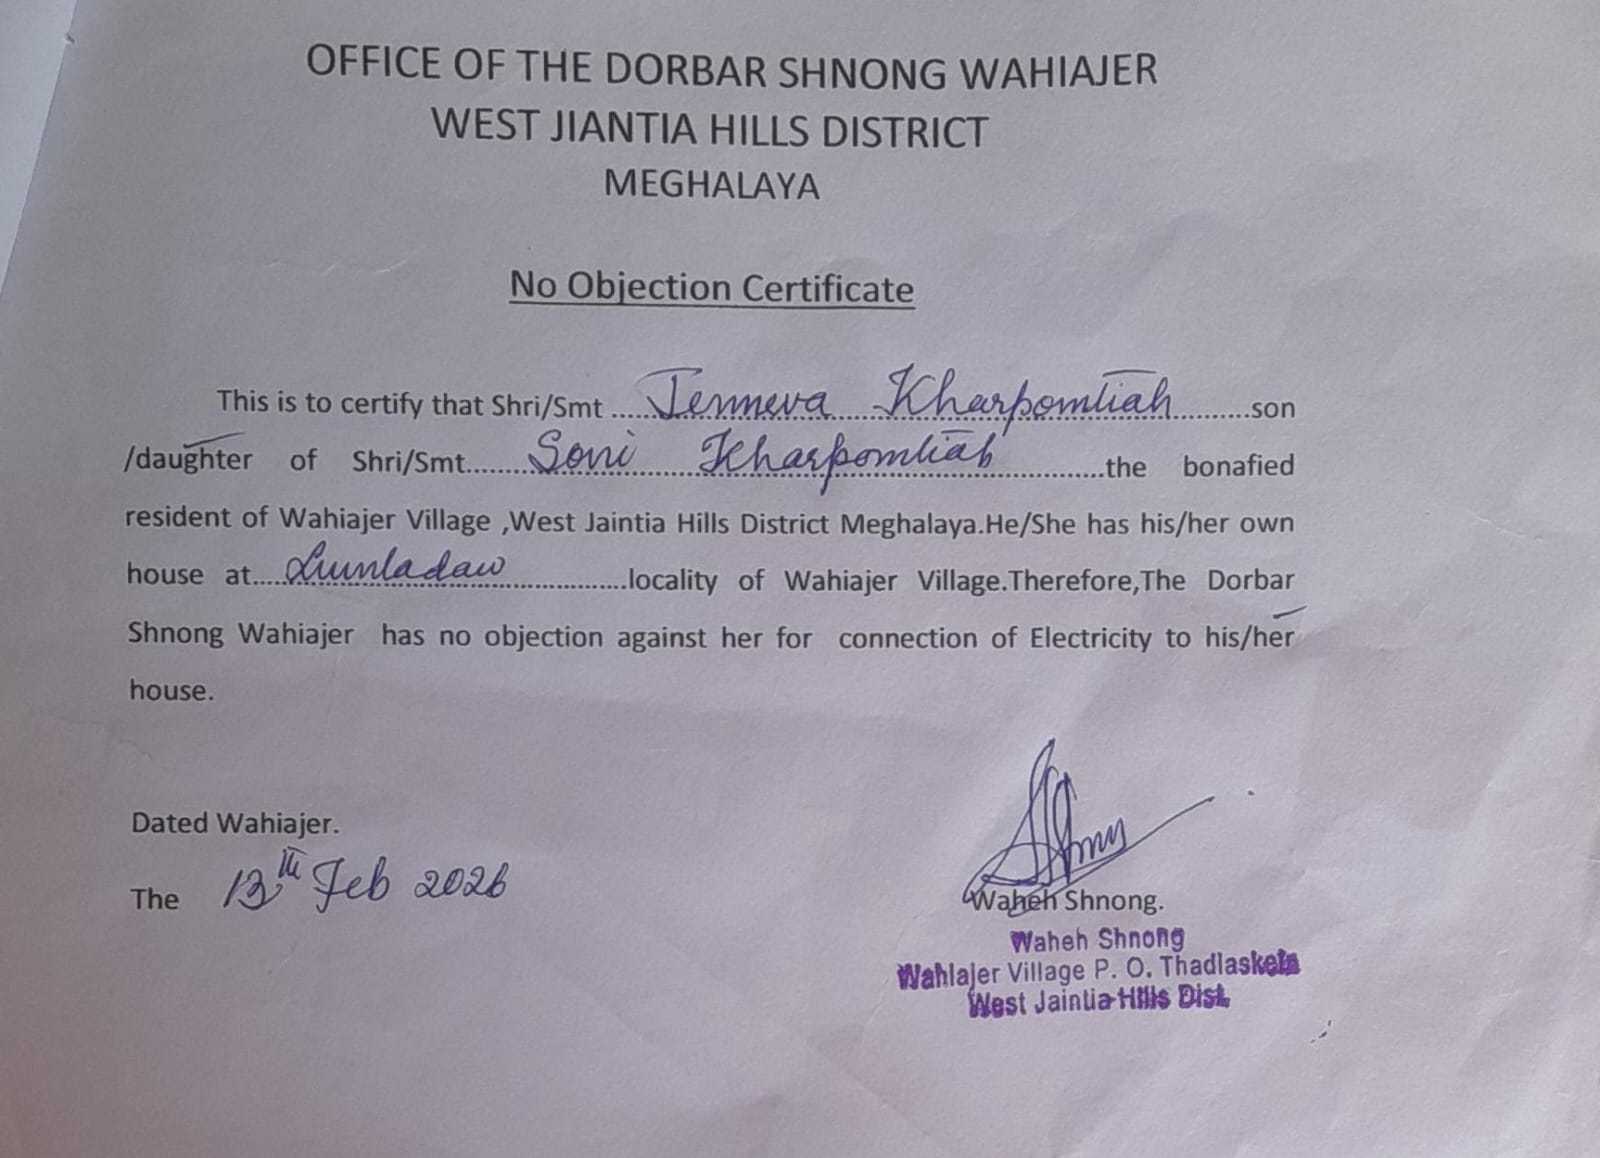 OFFICE OF THE DORBAR SHNONG WAHIAJER
WEST JIANTIA HILLS DISTRICT
MEGHALAYA
No Objection Certificate
This is to certify that Shri/Smt ......Jenneva Kharpomtiah..........son
/daughter of Shri/Smt........Soni Kharpomtiah..........the bonafied
resident of Wahiajer Village ,West Jaintia Hills District Meghalaya.He/She has his/her own
house at.....Lumladaw..........locality of Wahiajer Village.Therefore,The Dorbar
Shnong Wahiajer has no objection against her for connection of Electricity to his/her
house.
Dated Wahiajer.
The 13th Feb 2026
Waheh Shnong.
Waheh Shnong
Wahiajer Village P. O. Thadlaskein
West Jaintia Hills Dist.